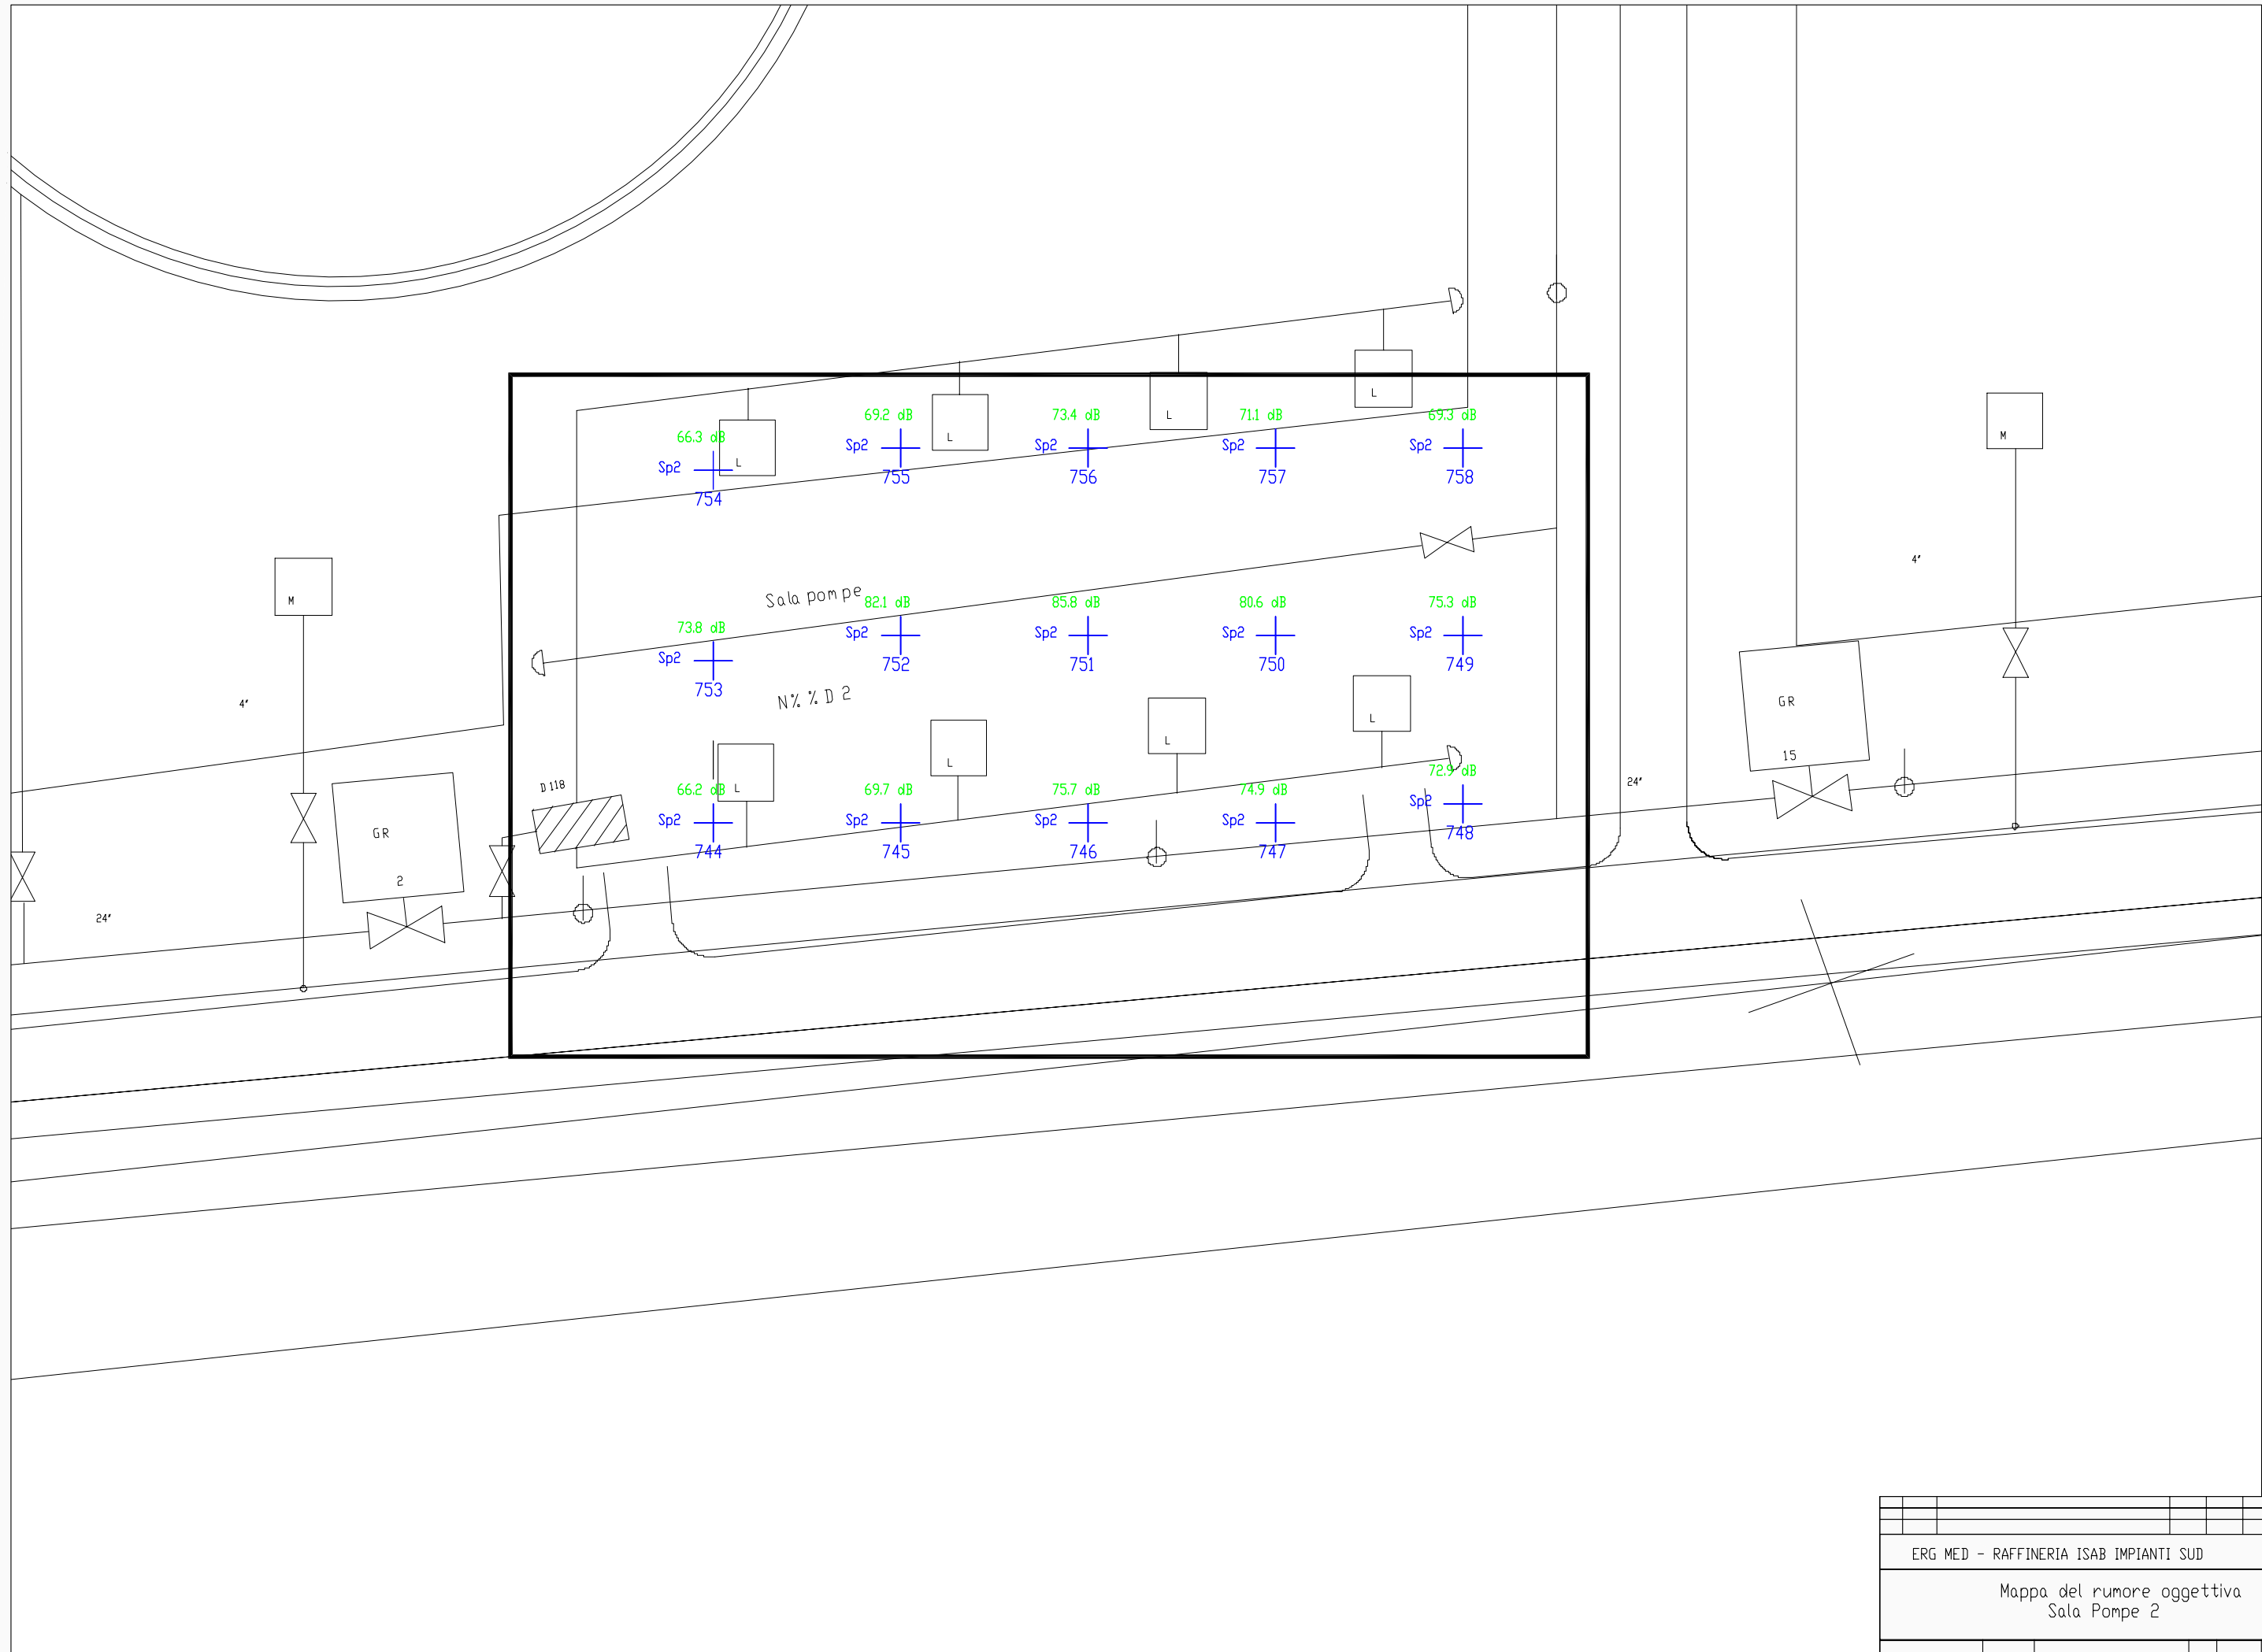 69.2 dB 73.4 dB 71.1 dB 69.3 dB
66.3 dB
L
L
L
L
Sp2 Sp2 Sp2 Sp2
755 756 757 758
Sp2
754
M
M
4"
Sala pompe
82.1 dB 85.8 dB 80.6 dB 75.3 dB
73.8 dB
Sp2 Sp2 Sp2 Sp2
752 751 750 749
Sp2
753
4"
N%%D 2
GR
15
L
L
L
L
72.9 dB
24"
D 118
66.2 dB 69.7 dB 75.7 dB 74.9 dB
Sp2
748
Sp2 Sp2 Sp2 Sp2
744 745 746 747
GR
2
24"
ERG MED - RAFFINERIA ISAB IMPIANTI SUD
Mappa del rumore oggettiva
Sala Pompe 2